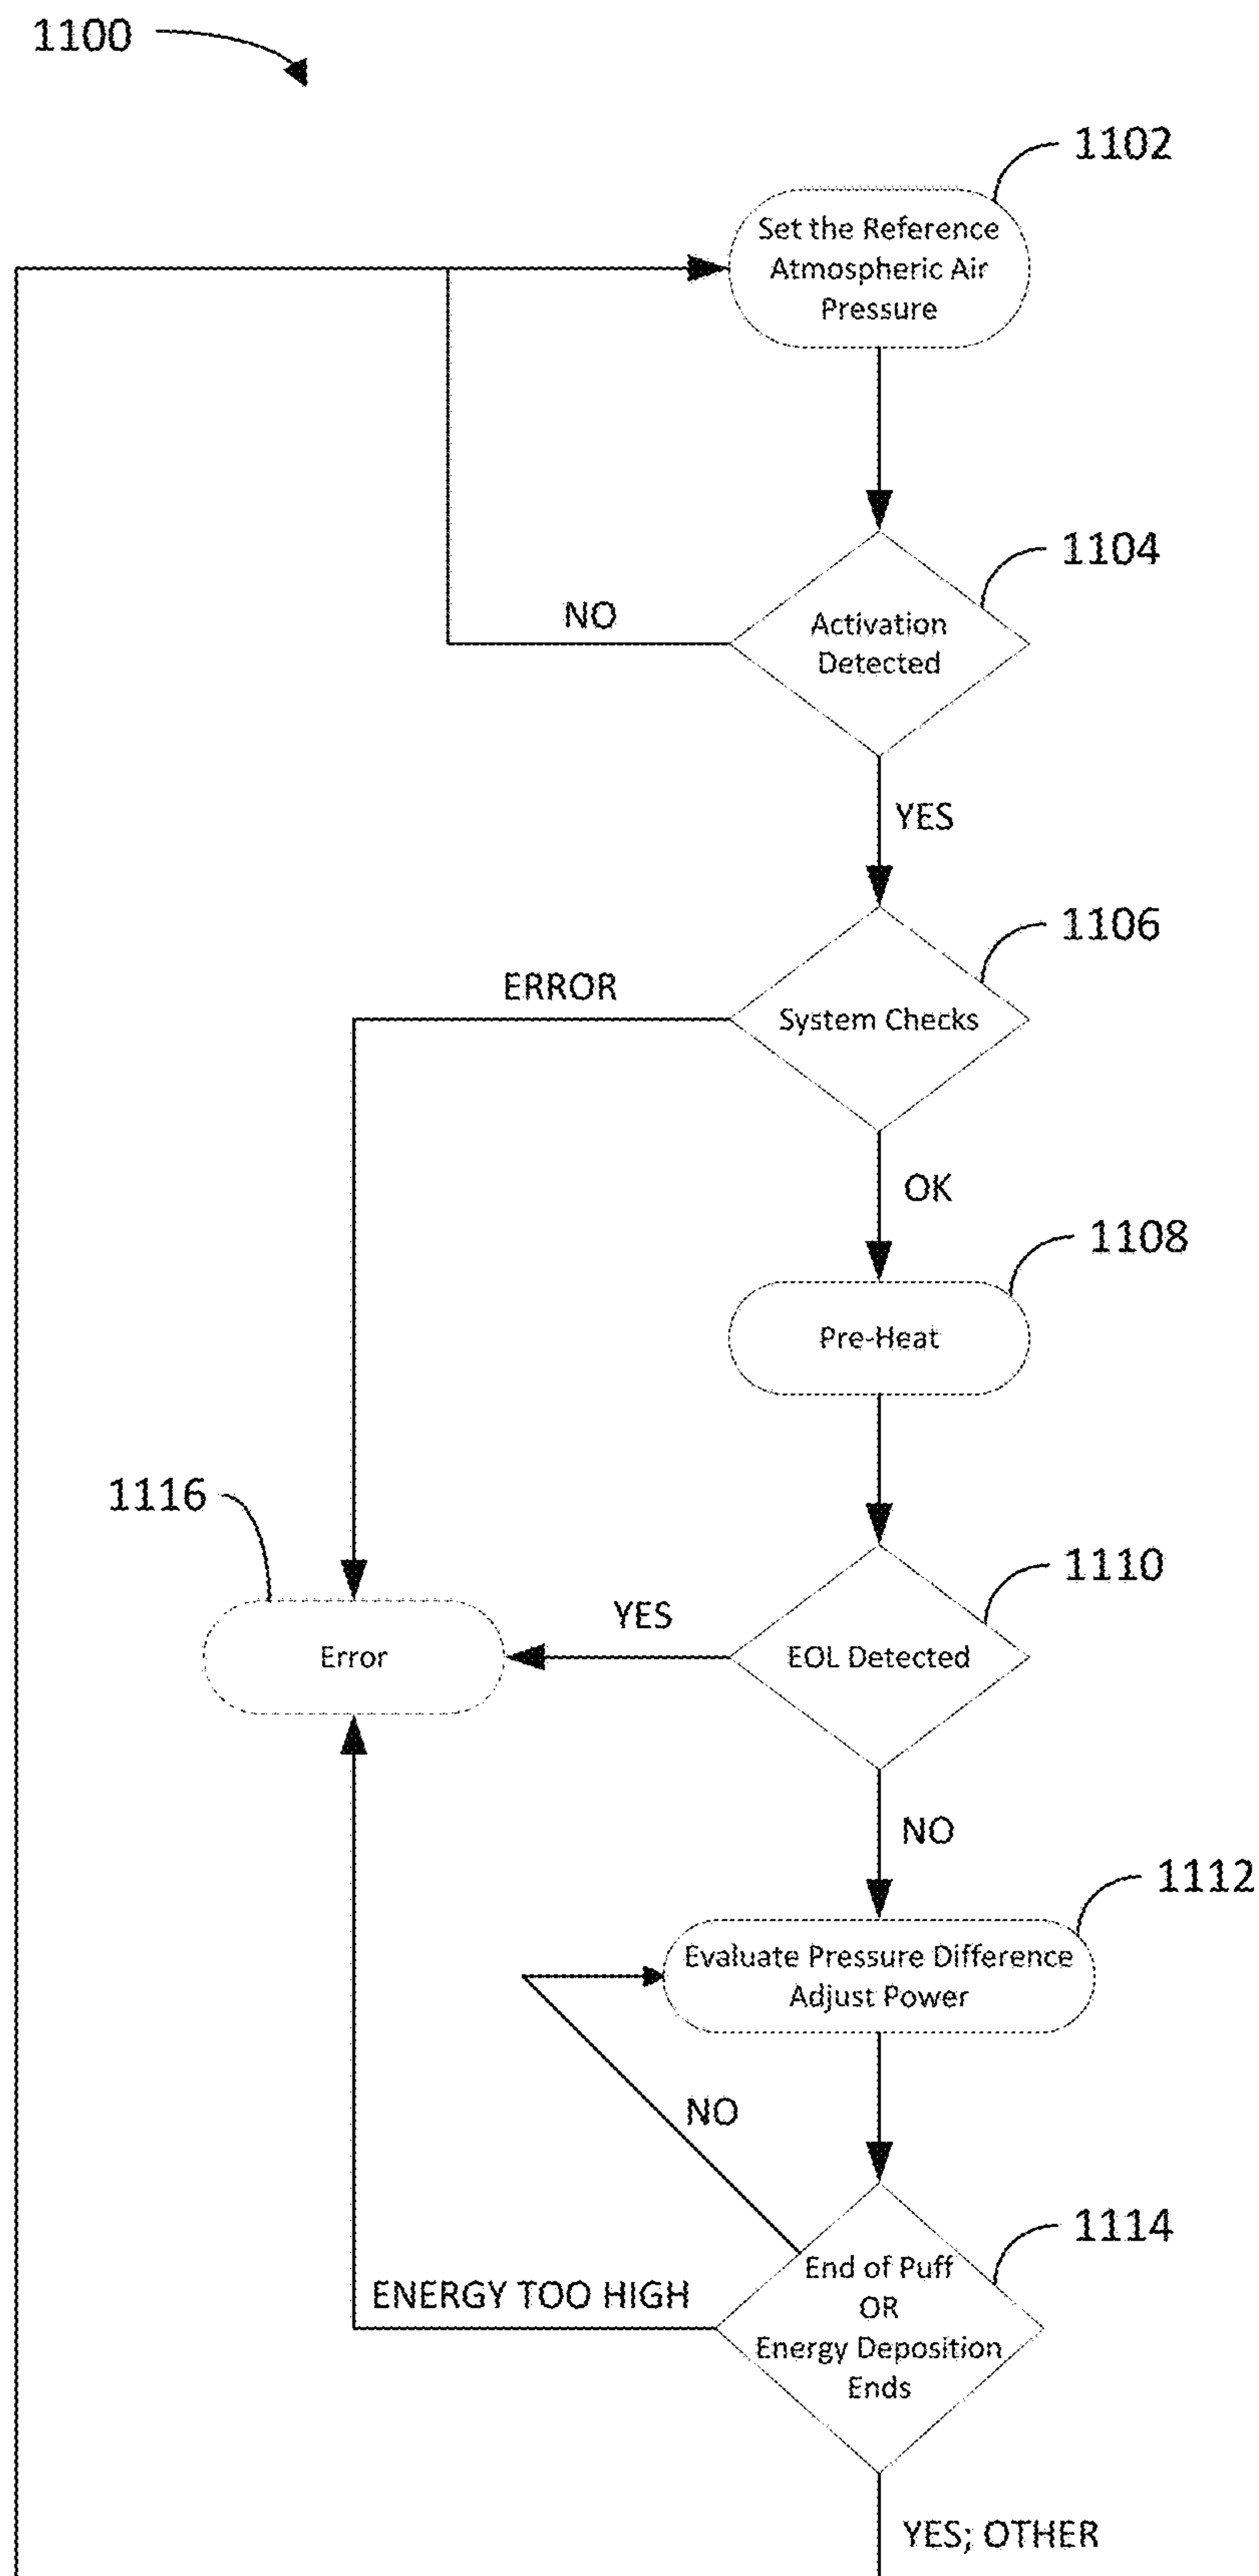 1100
1102
Set the Reference
Atmospheric Air
Pressure
1104
NO
Activation
Detected
YES
1106
ERROR
System Checks
OK
1108
Pre-Heat
1116
1110
YES
Error
EOL Detected
NO
1112
Evaluate Pressure Difference
Adjust Power
NO
1114
End of Puff
ENERGY TOO HIGH
OR
Energy Deposition
Ends
YES; OTHER